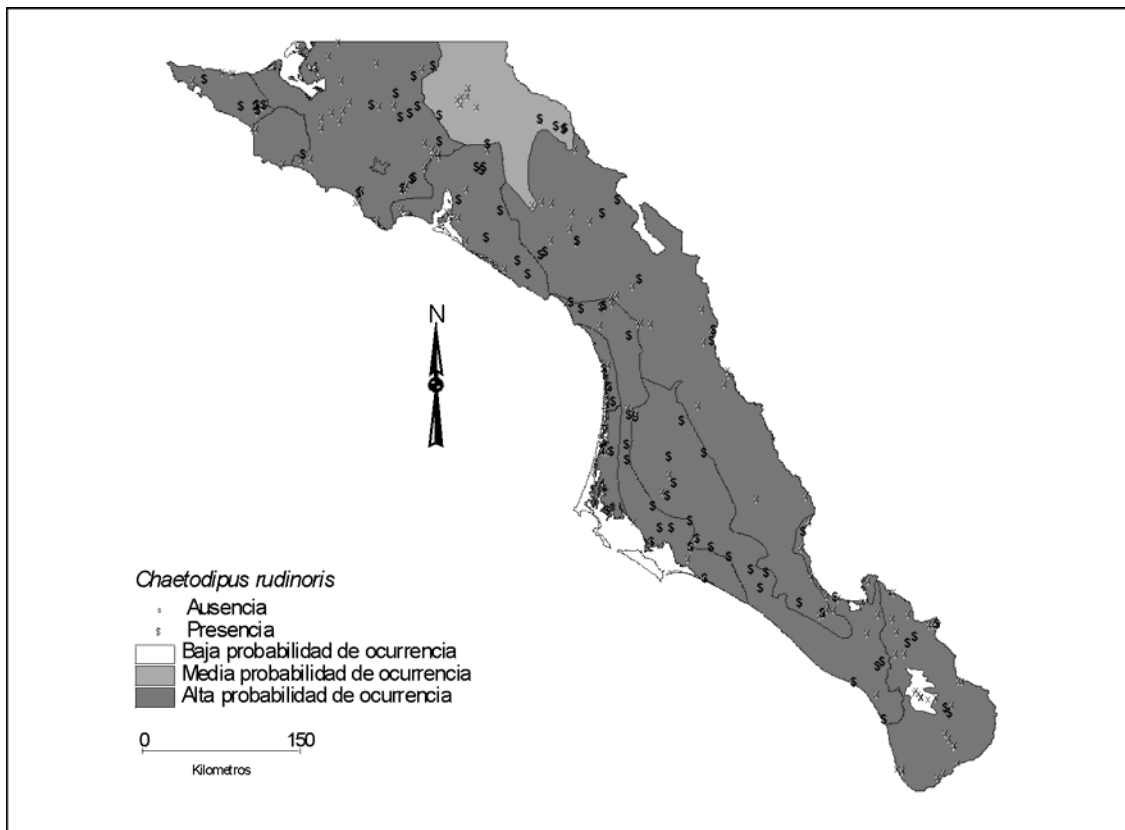 N
Chaetodipus rudinoris
Ausencia
Presencia
Baja probabilidad de ocurrencia
Media probabilidad de ocurrencia
Alta probabilidad de ocurrencia
0 150
Kilometros